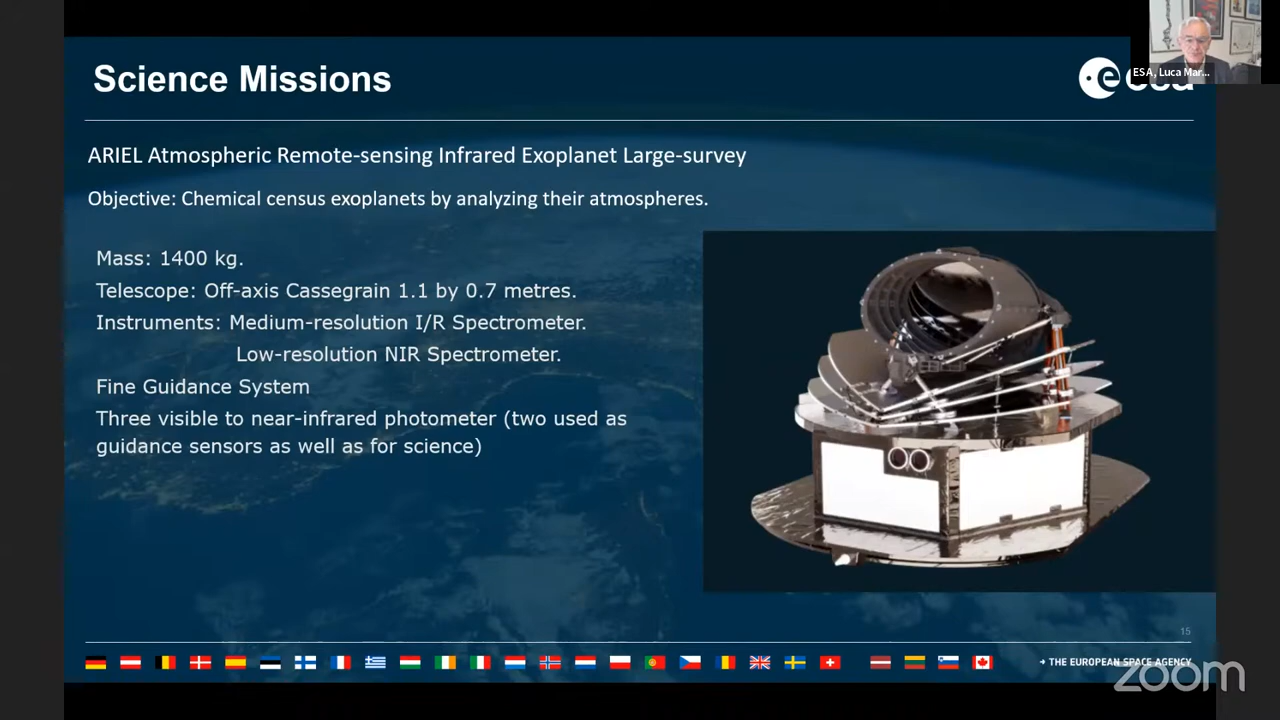 Science Missions
ESA, Luca Mar...
ARIEL Atmospheric Remote-sensing Infrared Exoplanet Large-survey
Objective: Chemical census exoplanets by analyzing their atmospheres.
Mass: 1400 kg.
Telescope: Off-axis Cassegrain 1.1 by 0.7 metres.
Instruments: Medium-resolution I/R Spectrometer.
Low-resolution NIR Spectrometer.
Fine Guidance System
Three visible to near-infrared photometer (two used as
guidance sensors as well as for science)
15
→ THE EUROPEAN SPACE AGENCY
zoom